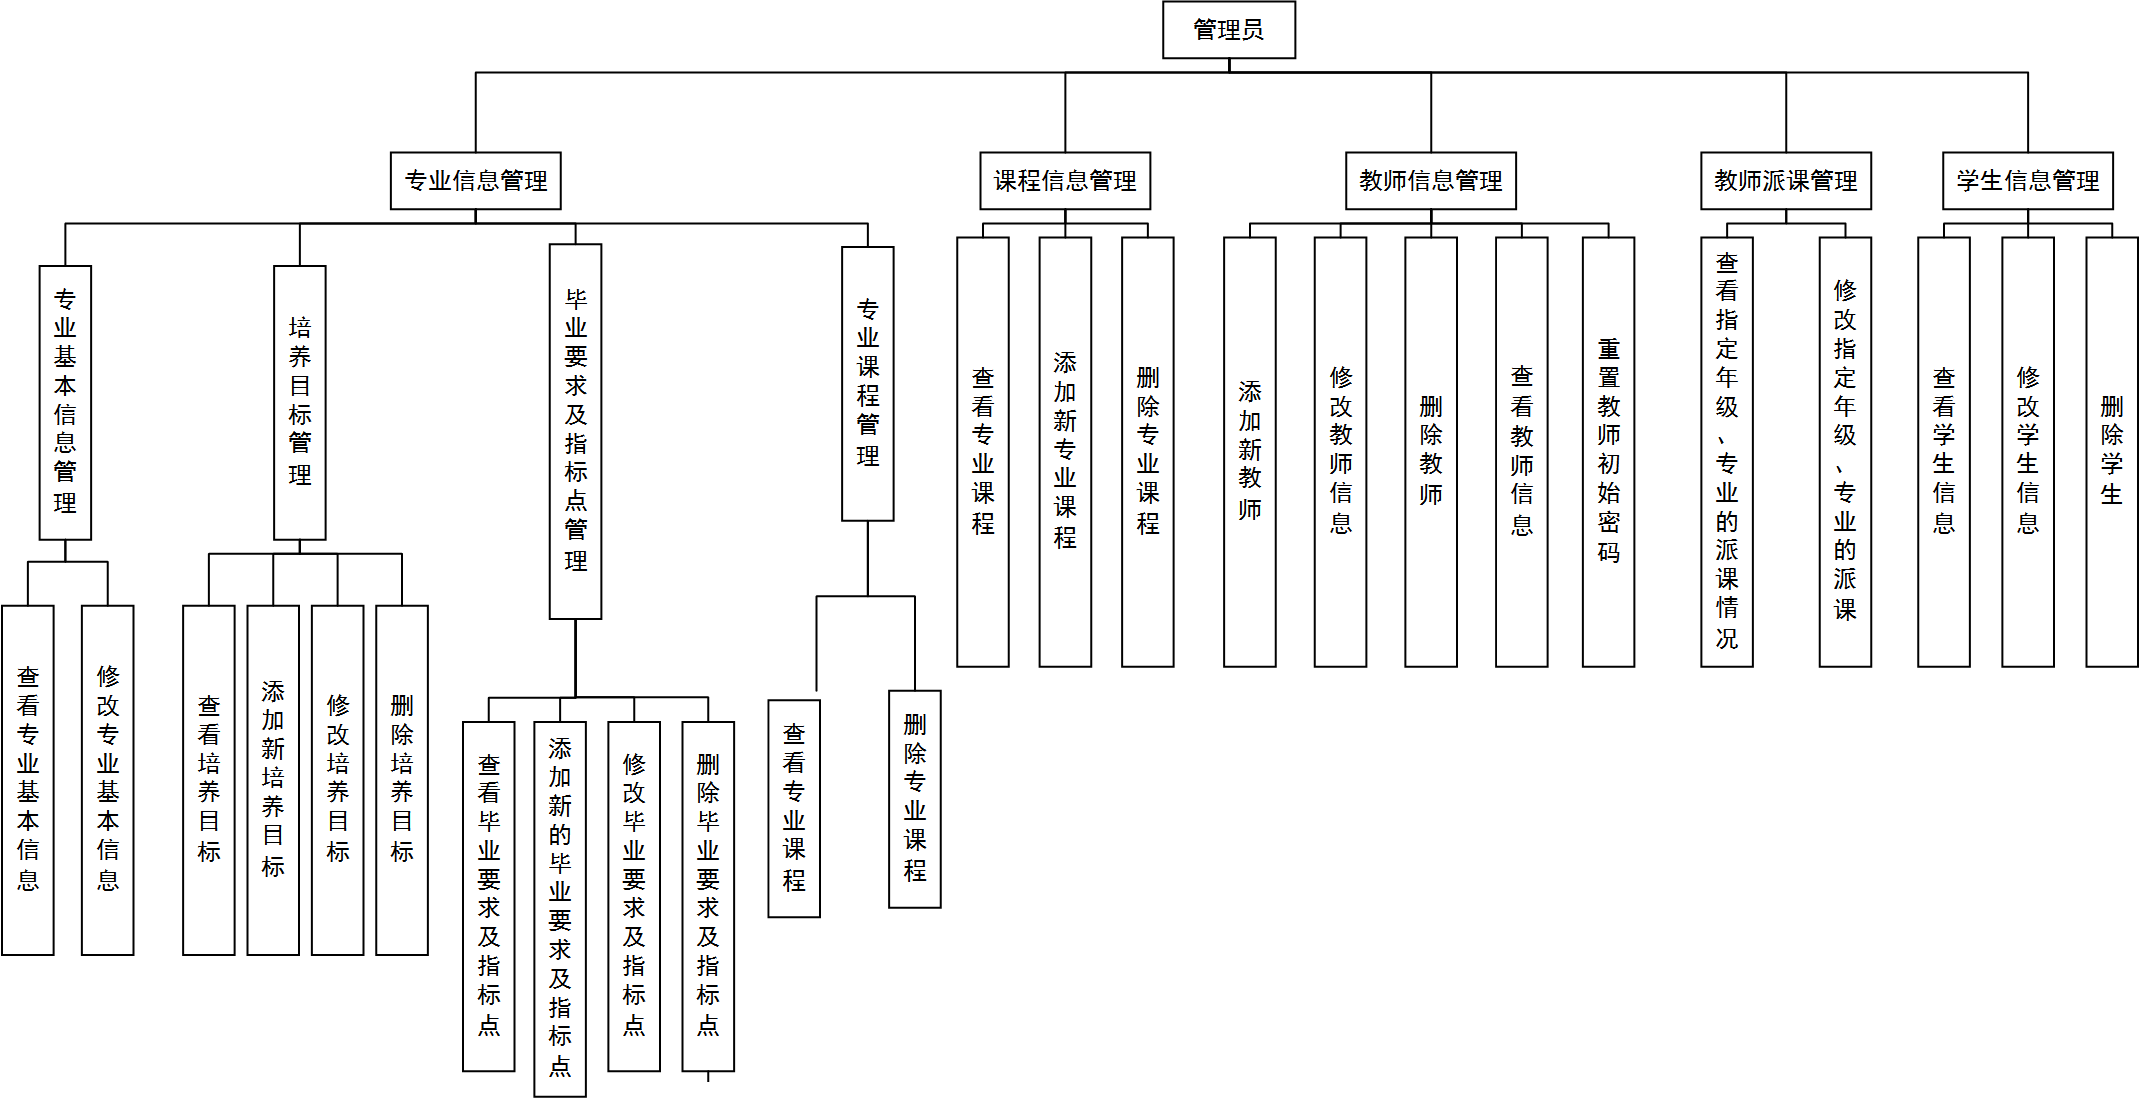 管理员
专业信息管理
课程信息管理
教师信息管理
教师派课管理
学生信息管理
专业基本信息管理
培养目标管理
毕业要求及指标点管理
专业课程管理
查看专业课程
添加新专业课程
删除专业课程
添加新教师
修改教师信息
删除教师
查看教师信息
重置教师初始密码
查看指定年级、专业的派课情况
修改指定年级、专业的派课
查看学生信息
修改学生信息
删除学生
查看专业基本信息
修改专业基本信息
查看培养目标
添加新培养目标
修改培养目标
删除培养目标
查看毕业要求及指标点
添加新的毕业要求及指标点
修改毕业要求及指标点
删除毕业要求及指标点
查看专业课程
删除专业课程